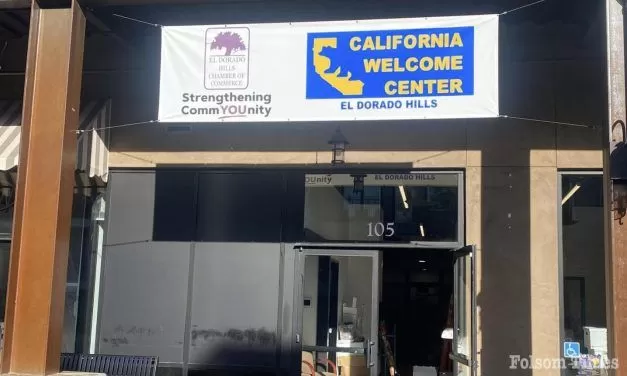 EL DORADO
HILLS
CHAMBER OF
COMMERCE
Strengthening
CommYOUnity
CALIFORNIA
WELCOME
CENTER
EL DORADO HILLS
OUnity
EL DORADO HILLS
105
Folsom Times